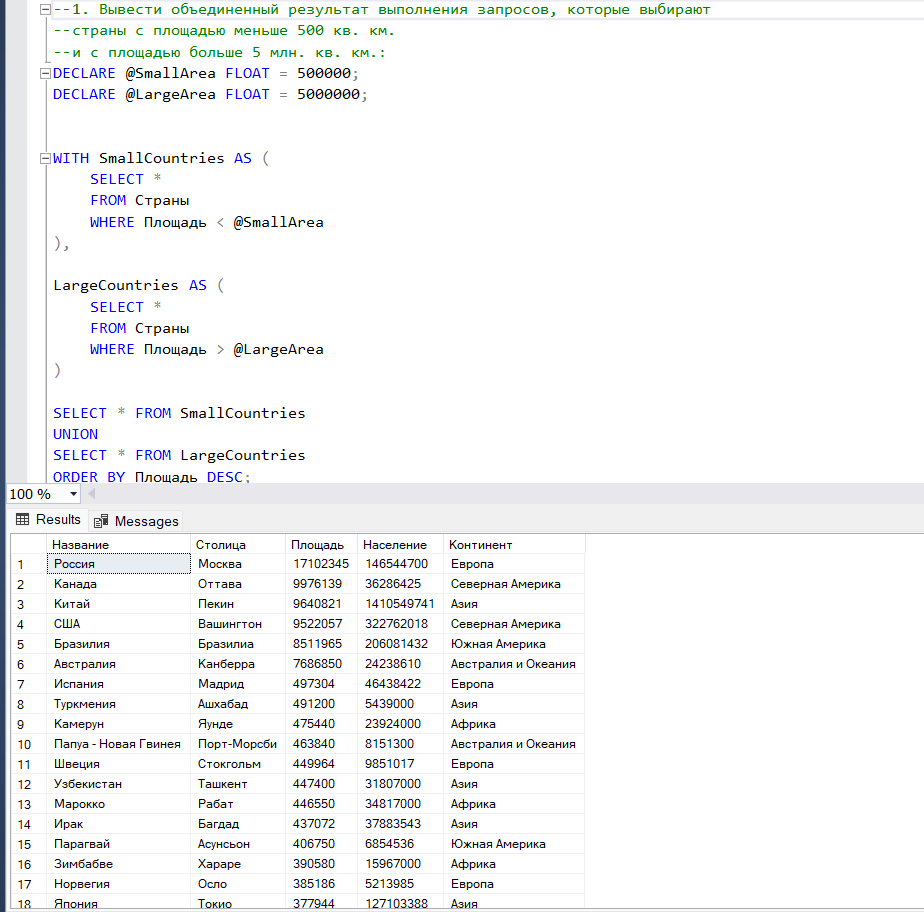 --1. Вывести объединенный результат выполнения запросов, которые выбирают
--страны с площадью меньше 500 кв. км.
--и с площадью больше 5 млн. кв. км.:
DECLARE @SmallArea FLOAT = 500000;
DECLARE @LargeArea FLOAT = 5000000;
WITH SmallCountries AS (
SELECT *
FROM Страны
WHERE Площадь < @SmallArea
),
LargeCountries AS (
SELECT *
FROM Страны
WHERE Площадь > @LargeArea
)
SELECT * FROM SmallCountries
UNION
SELECT * FROM LargeCountries
ORDER BY Площадь DESC;
100 %
Results Messages
Название Столица Площадь Население Континент
1 Россия Москва 17102345 146544700 Европа
2 Канада Оттава 9976139 36286425 Северная Америка
3 Китай Пекин 9640821 1410549741 Азия
4 США Вашингтон 9522057 322762018 Северная Америка
5 Бразилия Бразилиа 8511965 206081432 Южная Америка
6 Австралия Канберра 7686850 24238610 Австралия и Океания
7 Испания Мадрид 497304 46438422 Европа
8 Туркмения Ашхабад 491200 5439000 Азия
9 Камерун Яунде 475440 23924000 Африка
10 Папуа - Новая Гвинея Порт-Морсби 463840 8151300 Австралия и Океания
11 Швеция Стокгольм 449964 9851017 Европа
12 Узбекистан Ташкент 447400 31807000 Азия
13 Марокко Рабат 446550 34817000 Африка
14 Ирак Багдад 437072 37883543 Азия
15 Парагвай Асунсьон 406750 6854536 Южная Америка
16 Зимбабве Хараре 390580 15967000 Африка
17 Норвегия Осло 385186 5213985 Европа
18 Япония Токио 377944 127103388 Азия